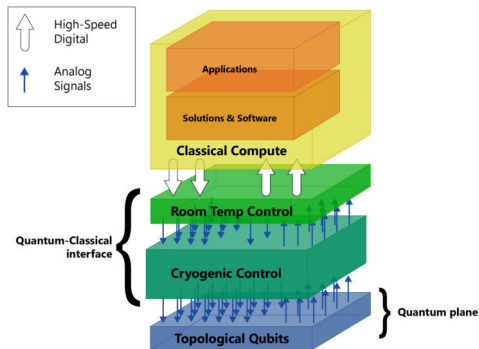 High-Speed
Digital
Analog
Signals
Applications
Solutions & Software
Classical Compute
Room Temp Control
Quantum-Classical
interface
Cryogenic Control
Quantum plane
Topological Qubits